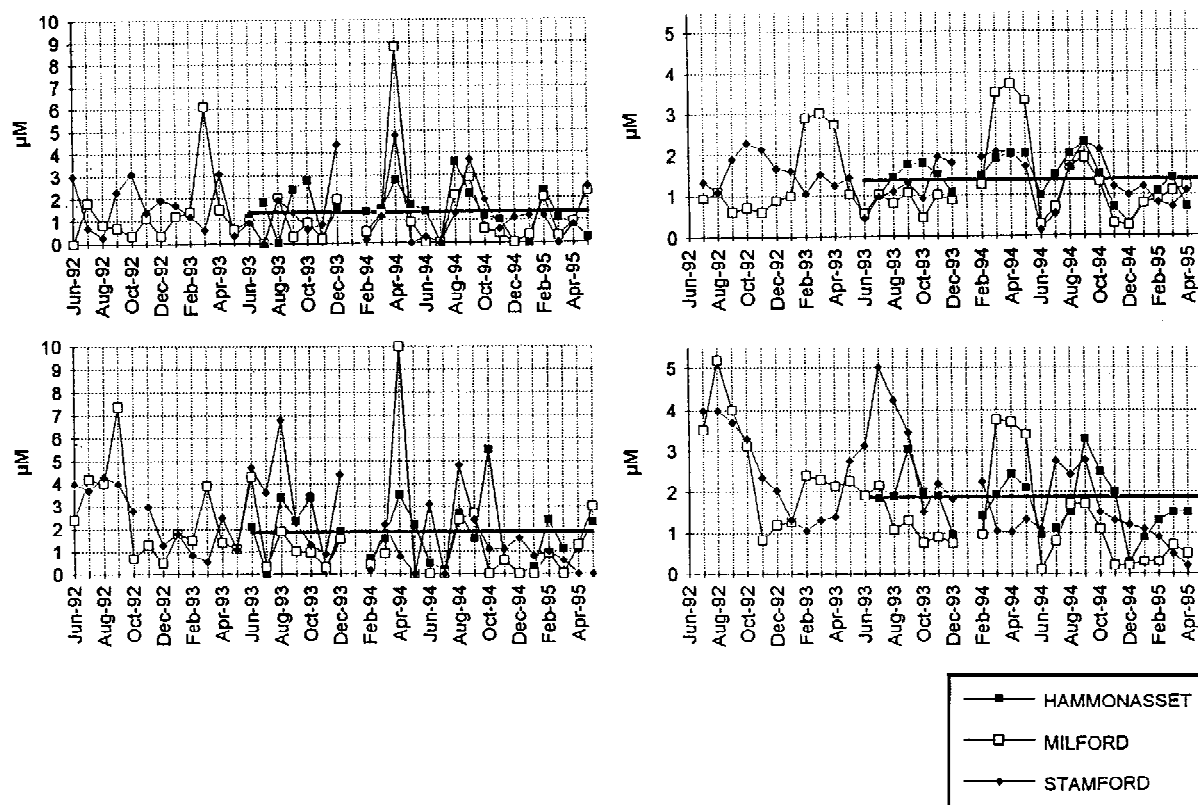 10
9
8
7
6
5
4
3
2
1
0
µM
Jun-92
Aug-92
Oct-92
Dec-92
Feb-93
Apr-93
Jun-93
Aug-93
Oct-93
Dec-93
Feb-94
Apr-94
Jun-94
Aug-94
Oct-94
Dec-94
Feb-95
Apr-95
5
4
3
2
1
0
µM
Jun-92
Aug-92
Oct-92
Dec-92
Feb-93
Apr-93
Jun-93
Aug-93
Oct-93
Dec-93
Feb-94
Apr-94
Jun-94
Aug-94
Oct-94
Dec-94
Feb-95
Apr-95
10
9
8
7
6
5
4
3
2
1
0
µM
Jun-92
Aug-92
Oct-92
Dec-92
Feb-93
Apr-93
Jun-93
Aug-93
Oct-93
Dec-93
Feb-94
Apr-94
Jun-94
Aug-94
Oct-94
Dec-94
Feb-95
Apr-95
5
4
3
2
1
0
µM
Jun-92
Aug-92
Oct-92
Dec-92
Feb-93
Apr-93
Jun-93
Aug-93
Oct-93
Dec-93
Feb-94
Apr-94
Jun-94
Aug-94
Oct-94
Dec-94
Feb-95
Apr-95
HAMMONASSET
MILFORD
STAMFORD